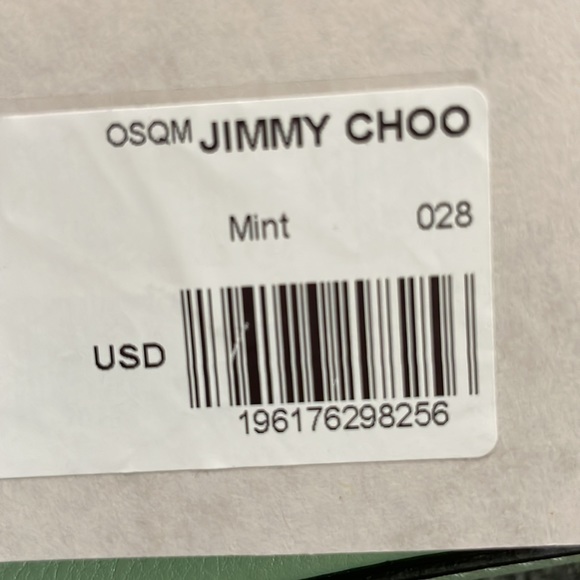 OSQM JIMMY CHOO
Mint 028
USD
196176298256